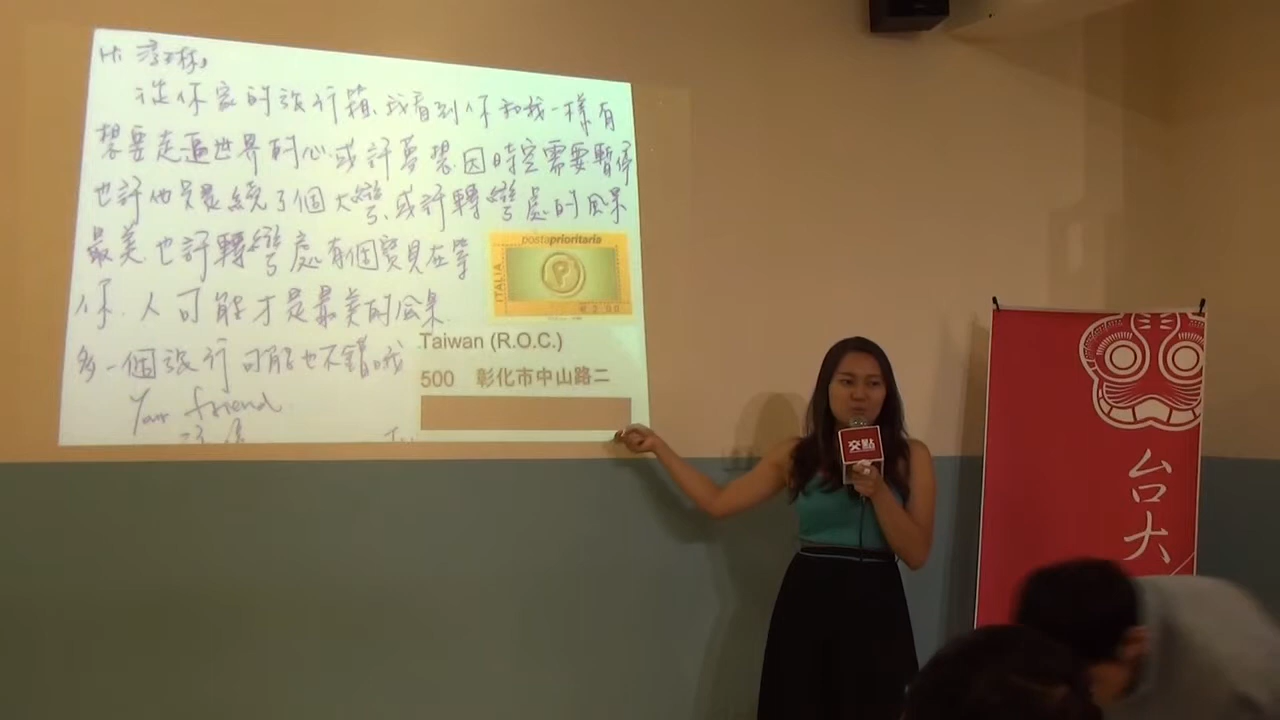 Hi
從你家的旅行箱,我看到你和我一樣有
想要走遍世界的心.或許夢想.因時空需要暫停
也許他只是繞了個大彎、或許轉彎處的風景
最美.也許轉彎處有個寶貝在等
你.人可能才是最美的風景.
多一個旅行可能也不錯哦
Your friend
postaprioritaria
ITALIA
P
€ 2.00
Taiwan (R.O.C.)
500 彰化市中山路二
交點
台大